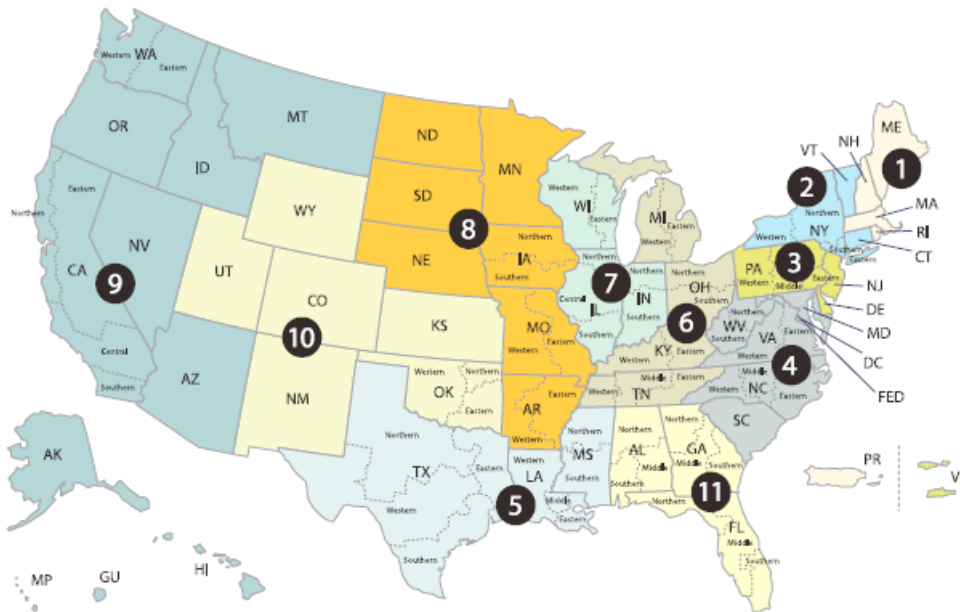 WA
Western
Eastern
OR
ID
MT
WY
NV
UT
CO
CA
Northern
Eastern
Central
Southern
AZ
NM
9
10
ND
SD
NE
KS
OK
Western
Northern
Eastern
MN
8
IA
Northern
Southern
MO
Western
Eastern
AR
Eastern
Western
TX
Northern
Eastern
Western
Southern
LA
Western
Middle
Eastern
5
MS
Northern
Southern
WI
Western
Eastern
7
IL
Northern
Central
Southern
IN
Northern
Southern
MI
Western
Eastern
OH
Northern
Southern
6
KY
Western
Eastern
TN
Western
Middle
Eastern
AL
Northern
Middle
Southern
GA
Northern
Middle
Southern
11
FL
Northern
Middle
Southern
ME
1
NH
VT
MA
RI
CT
2
NY
Northern
Western
Southern
Eastern
3
PA
Western
Middle
Eastern
NJ
DE
MD
DC
FED
WV
Northern
Southern
VA
Eastern
Western
4
NC
Western
Middle
Eastern
SC
PR
V
AK
HI
GU
MP